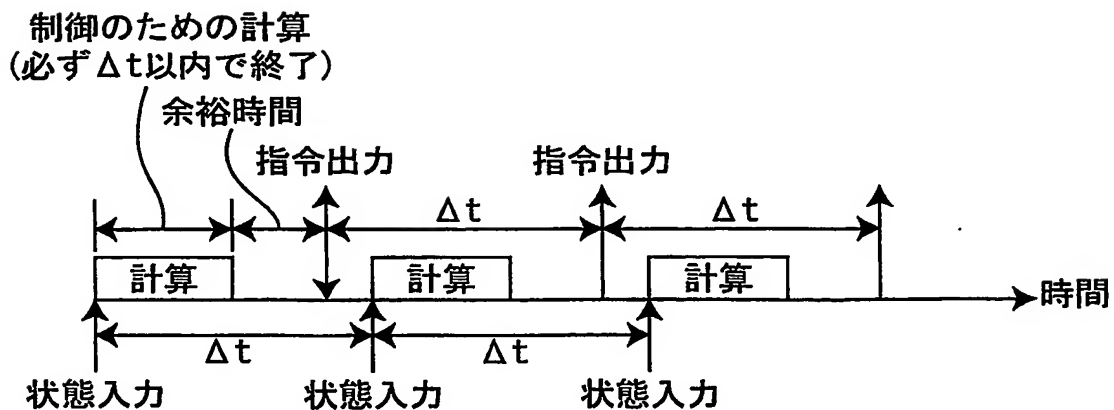 制御のための計算
(必ずΔt以内で終了)
余裕時間
指令出力
指令出力
Δt
Δt
計算
計算
計算
時間
Δt
Δt
状態入力
状態入力
状態入力